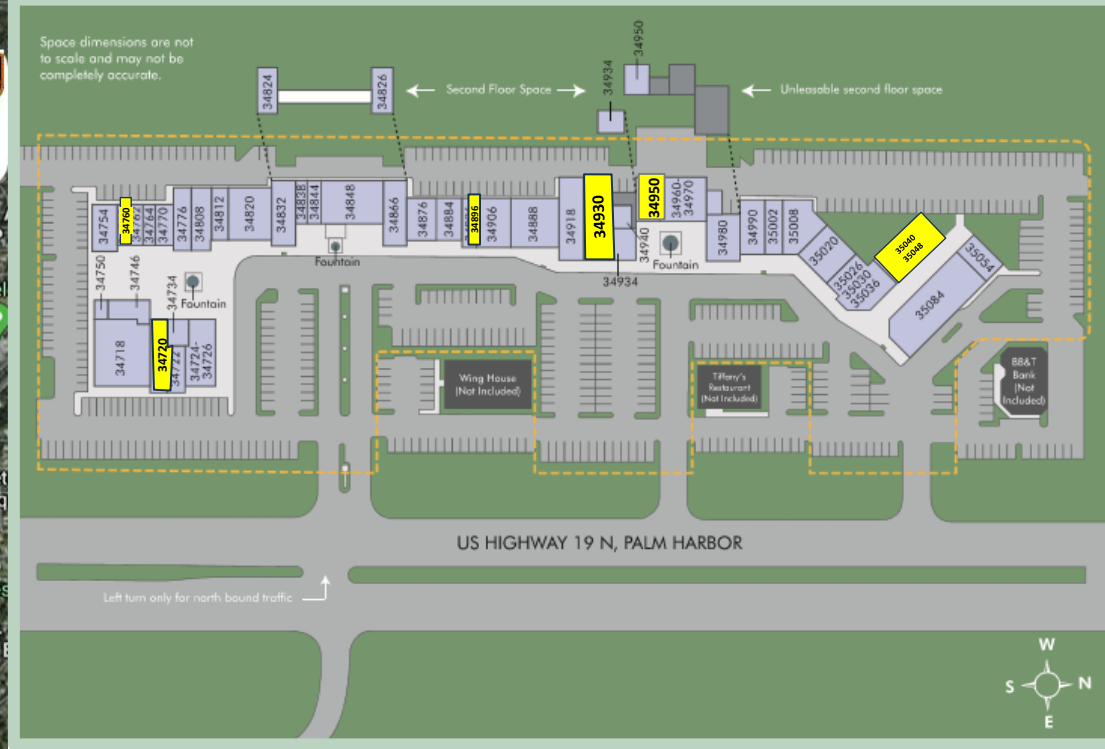 Space dimensions are not
to scale and may not be
completely accurate.
34824
34826
Second Floor Space
34934
34950
Unleasable second floor space
34754
34760
34762
34764
34770
34776
34808
34812
34820
34832
34838
34844
34848
34866
34876
34884
34896
34906
34888
34918
34930
34940
34934
34950
34960-
34970
34980
34990
35002
35008
35020
35026
35030
35036
35040
35048
35054
35084
Fountain
Fountain
Fountain
34750
34746
34734
34718
34720
34722
34724-
34726
Wing House
(Not Included)
Tiffany's
Restaurant
(Not Included)
BB&T
Bank
(Not
Included)
US HIGHWAY 19 N, PALM HARBOR
Left turn only for north bound traffic
W
S
N
E